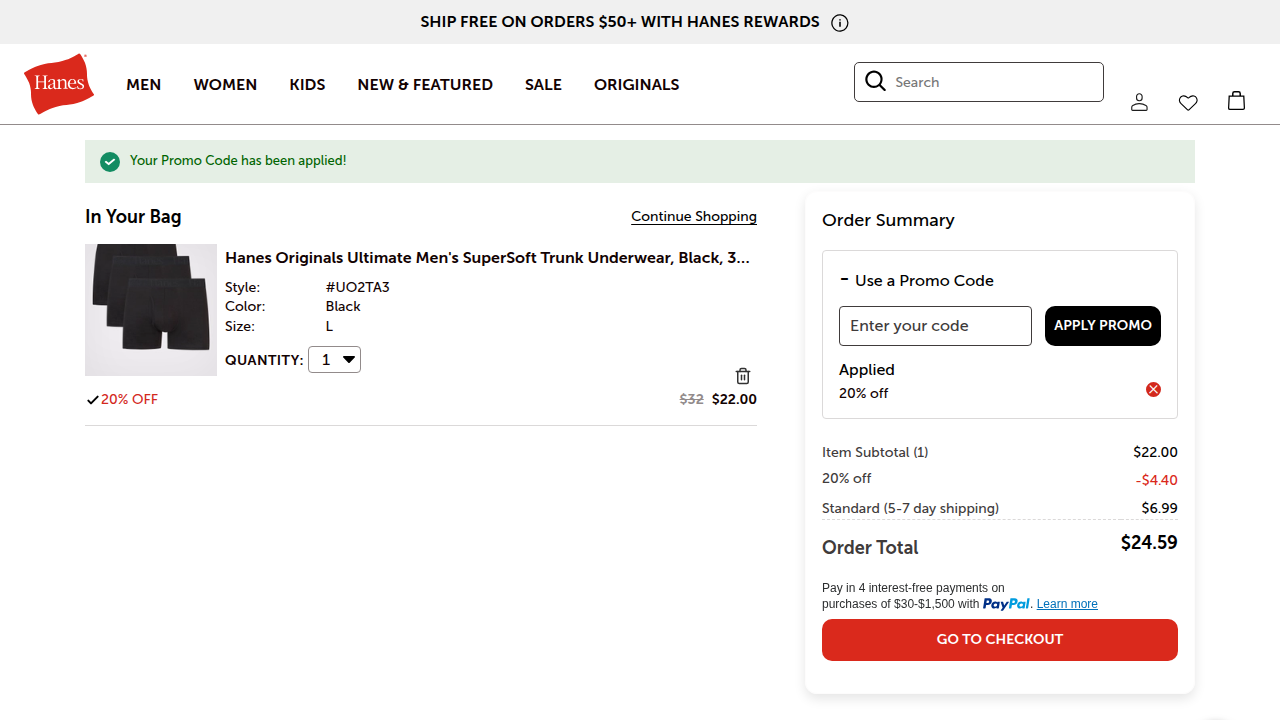 SHIP FREE ON ORDERS $50+ WITH HANES REWARDS
Hanes
MEN
WOMEN
KIDS
NEW & FEATURED
SALE
ORIGINALS
Search
Your Promo Code has been applied!
In Your Bag
Continue Shopping
Hanes Originals Ultimate Men's SuperSoft Trunk Underwear, Black, 3...
Style: #UO2TA3
Color: Black
Size: L
QUANTITY: 1
20% OFF
$32 $22.00
Order Summary
- Use a Promo Code
Enter your code
APPLY PROMO
Applied
20% off
Item Subtotal (1) $22.00
20% off -$4.40
Standard (5-7 day shipping) $6.99
Order Total $24.59
Pay in 4 interest-free payments on
purchases of $30-$1,500 with PayPal. Learn more
GO TO CHECKOUT